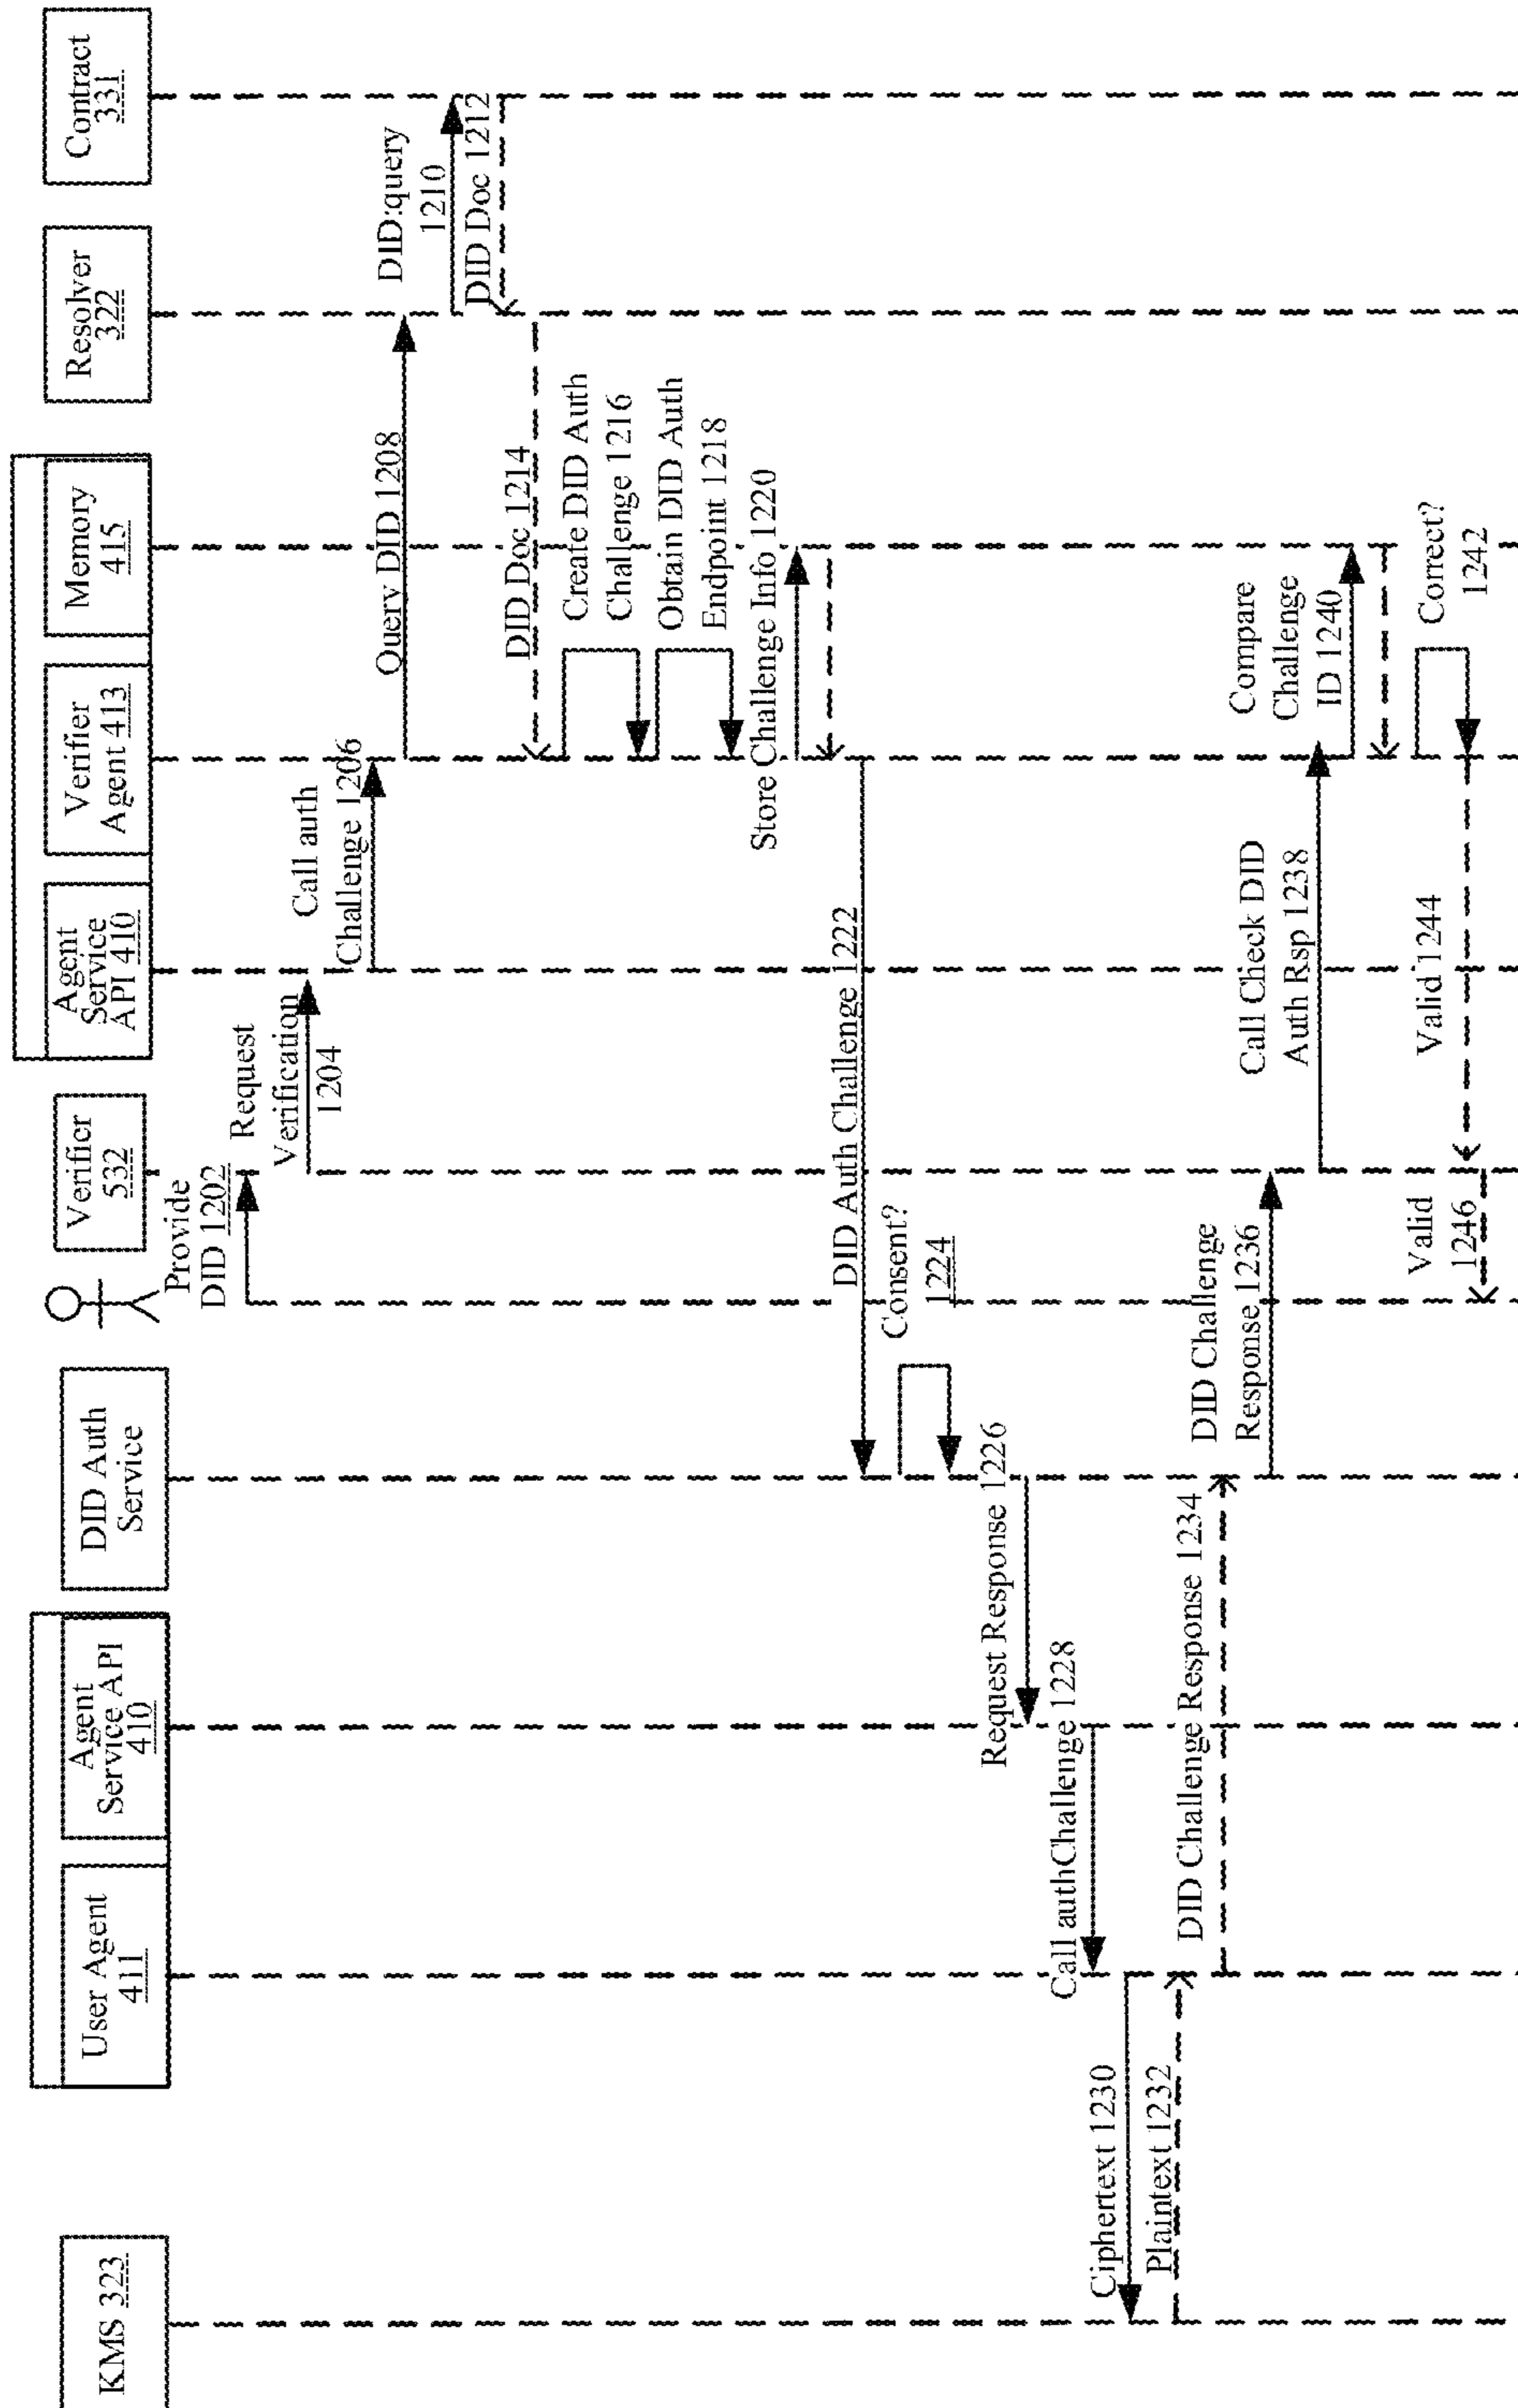 KMS 323
User Agent
411
Agent
Service API
410
DID Auth
Service
Verifier
532
Agent
Service
API 410
Verifier
Agent 413
Memory
415
Resolver
322
Contract
331
Provide
DID 1202
Request
Verification
1204
Call auth
Challenge 1206
Query DID 1208
DID:query
1210
DID Doc 1212
DID Doc 1214
Create DID Auth
Challenge 1216
Obtain DID Auth
Endpoint 1218
Store Challenge Info 1220
DID Auth Challenge 1222
Consent?
1224
Request Response 1226
Call authChallenge 1228
Ciphertext 1230
Plaintext 1232
DID Challenge Response 1234
DID Challenge
Response 1236
Call Check DID
Auth Rsp 1238
Compare
Challenge
ID 1240
Correct?
1242
Valid 1244
Valid
1246